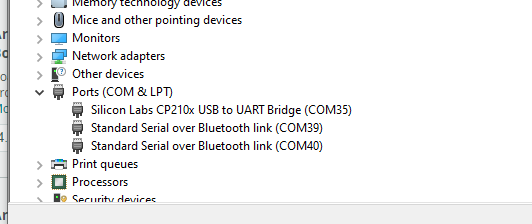 Memory technology devices
Mice and other pointing devices
Monitors
Network adapters
Other devices
Ports (COM & LPT)
Silicon Labs CP210x USB to UART Bridge (COM35)
Standard Serial over Bluetooth link (COM39)
Standard Serial over Bluetooth link (COM40)
Print queues
Processors
Security devices